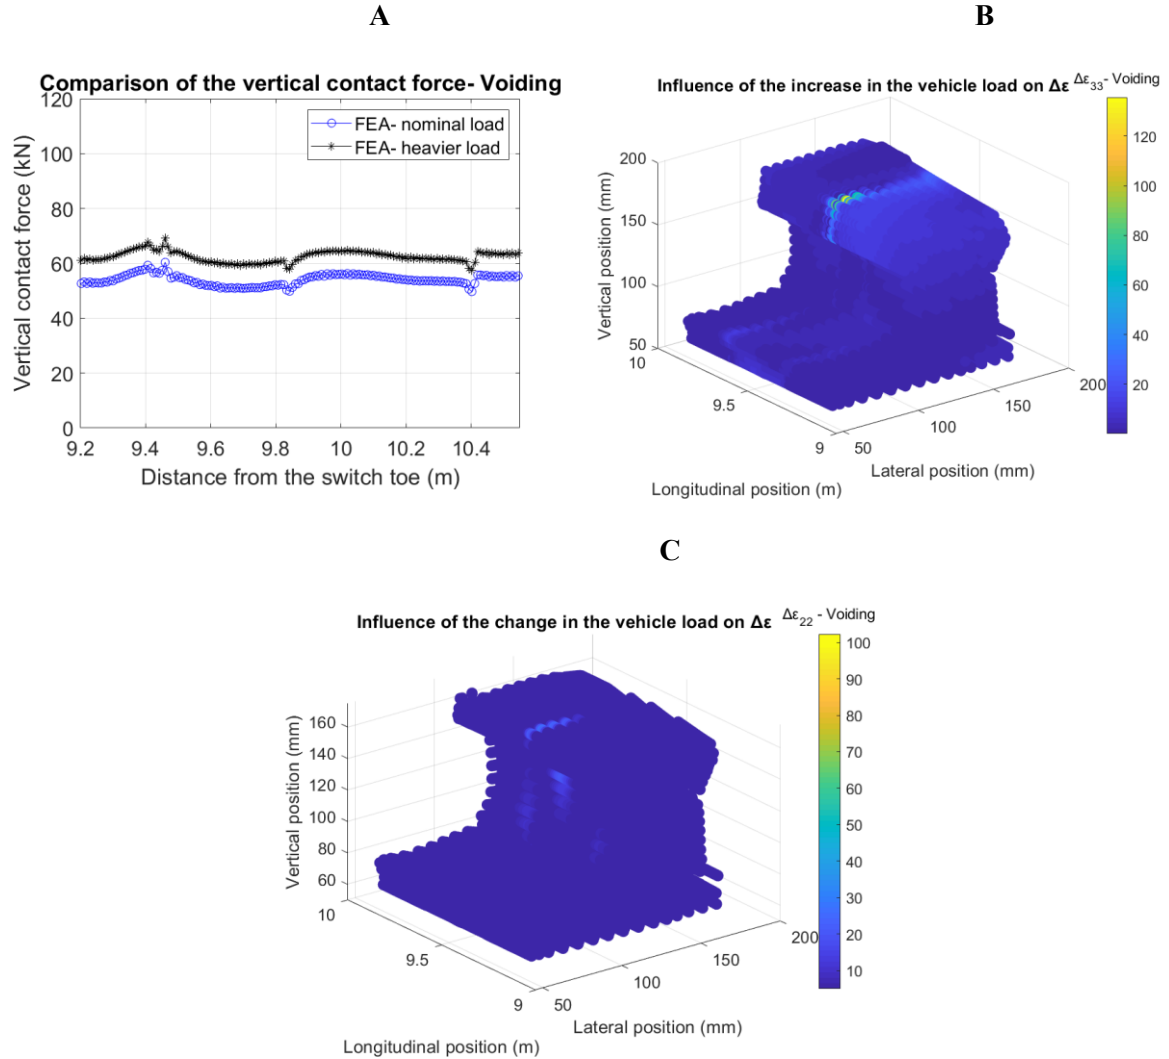 A
Comparison of the vertical contact force- Voiding
120
100
80
60
40
20
0
Vertical contact force (kN)
FEA- nominal load
FEA- heavier load
9.2 9.4 9.6 9.8 10 10.2 10.4
Distance from the switch toe (m)
B
Influence of the increase in the vehicle load on Δε
Δε33 - Voiding
200
150
100
50
Vertical position (mm)
10
9.5
9
Longitudinal position (m)
50
100
150
200
Lateral position (mm)
120
100
80
60
40
20
C
Influence of the change in the vehicle load on Δε
Δε22 - Voiding
160
140
120
100
80
60
Vertical position (mm)
10
9.5
9
Longitudinal position (m)
50
100
150
200
Lateral position (mm)
100
90
80
70
60
50
40
30
20
10